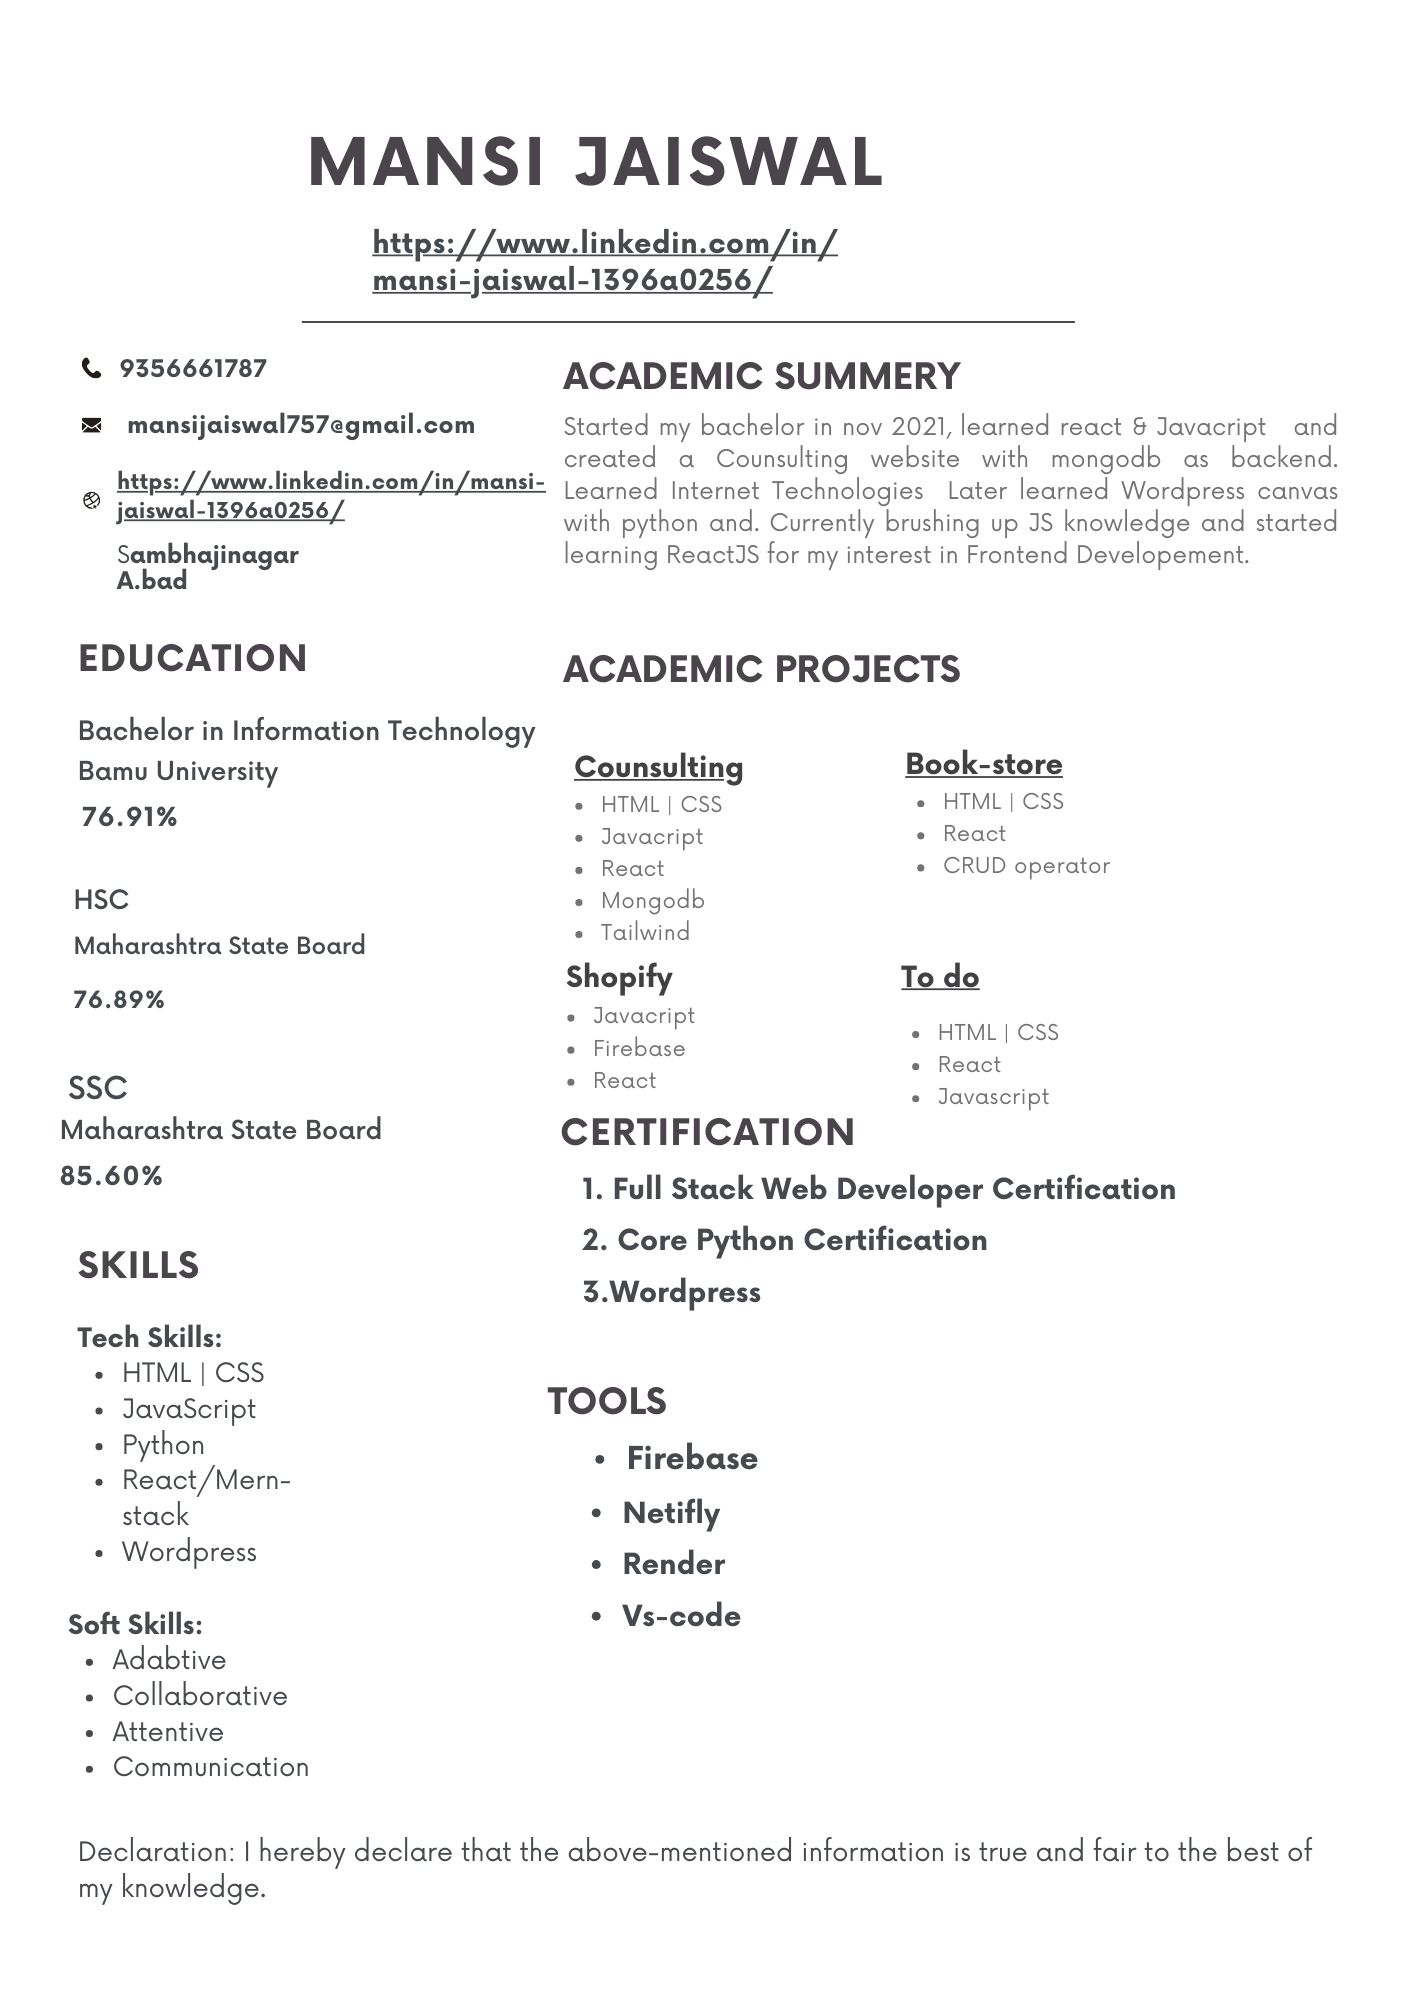 MANSI JAISWAL
https://www.linkedin.com/in/
mansi-jaiswal-1396a0256/
9356661787
mansijaiswal757@gmail.com
https://www.linkedin.com/in/mansi-
jaiswal-1396a0256/
Sambhajinagar
A.bad
EDUCATION
Bachelor in Information Technology
Bamu University
76.91%
HSC
Maharashtra State Board
76.89%
SSC
Maharashtra State Board
85.60%
SKILLS
Tech Skills:
• HTML | CSS
• JavaScript
• Python
• React/Mern-
stack
• Wordpress
Soft Skills:
• Adabtive
• Collaborative
• Attentive
• Communication
ACADEMIC SUMMERY
Started my bachelor in nov 2021, learned react & Javacript and
created a Counsulting website with mongodb as backend.
Learned Internet Technologies Later learned Wordpress canvas
with python and. Currently brushing up JS knowledge and started
learning ReactJS for my interest in Frontend Developement.
ACADEMIC PROJECTS
Counsulting
• HTML | CSS
• Javacript
• React
• Mongodb
• Tailwind
Book-store
• HTML | CSS
• React
• CRUD operator
Shopify
• Javacript
• Firebase
• React
To do
• HTML | CSS
• React
• Javascript
CERTIFICATION
1. Full Stack Web Developer Certification
2. Core Python Certification
3.Wordpress
TOOLS
• Firebase
• Netifly
• Render
• Vs-code
Declaration: I hereby declare that the above-mentioned information is true and fair to the best of
my knowledge.